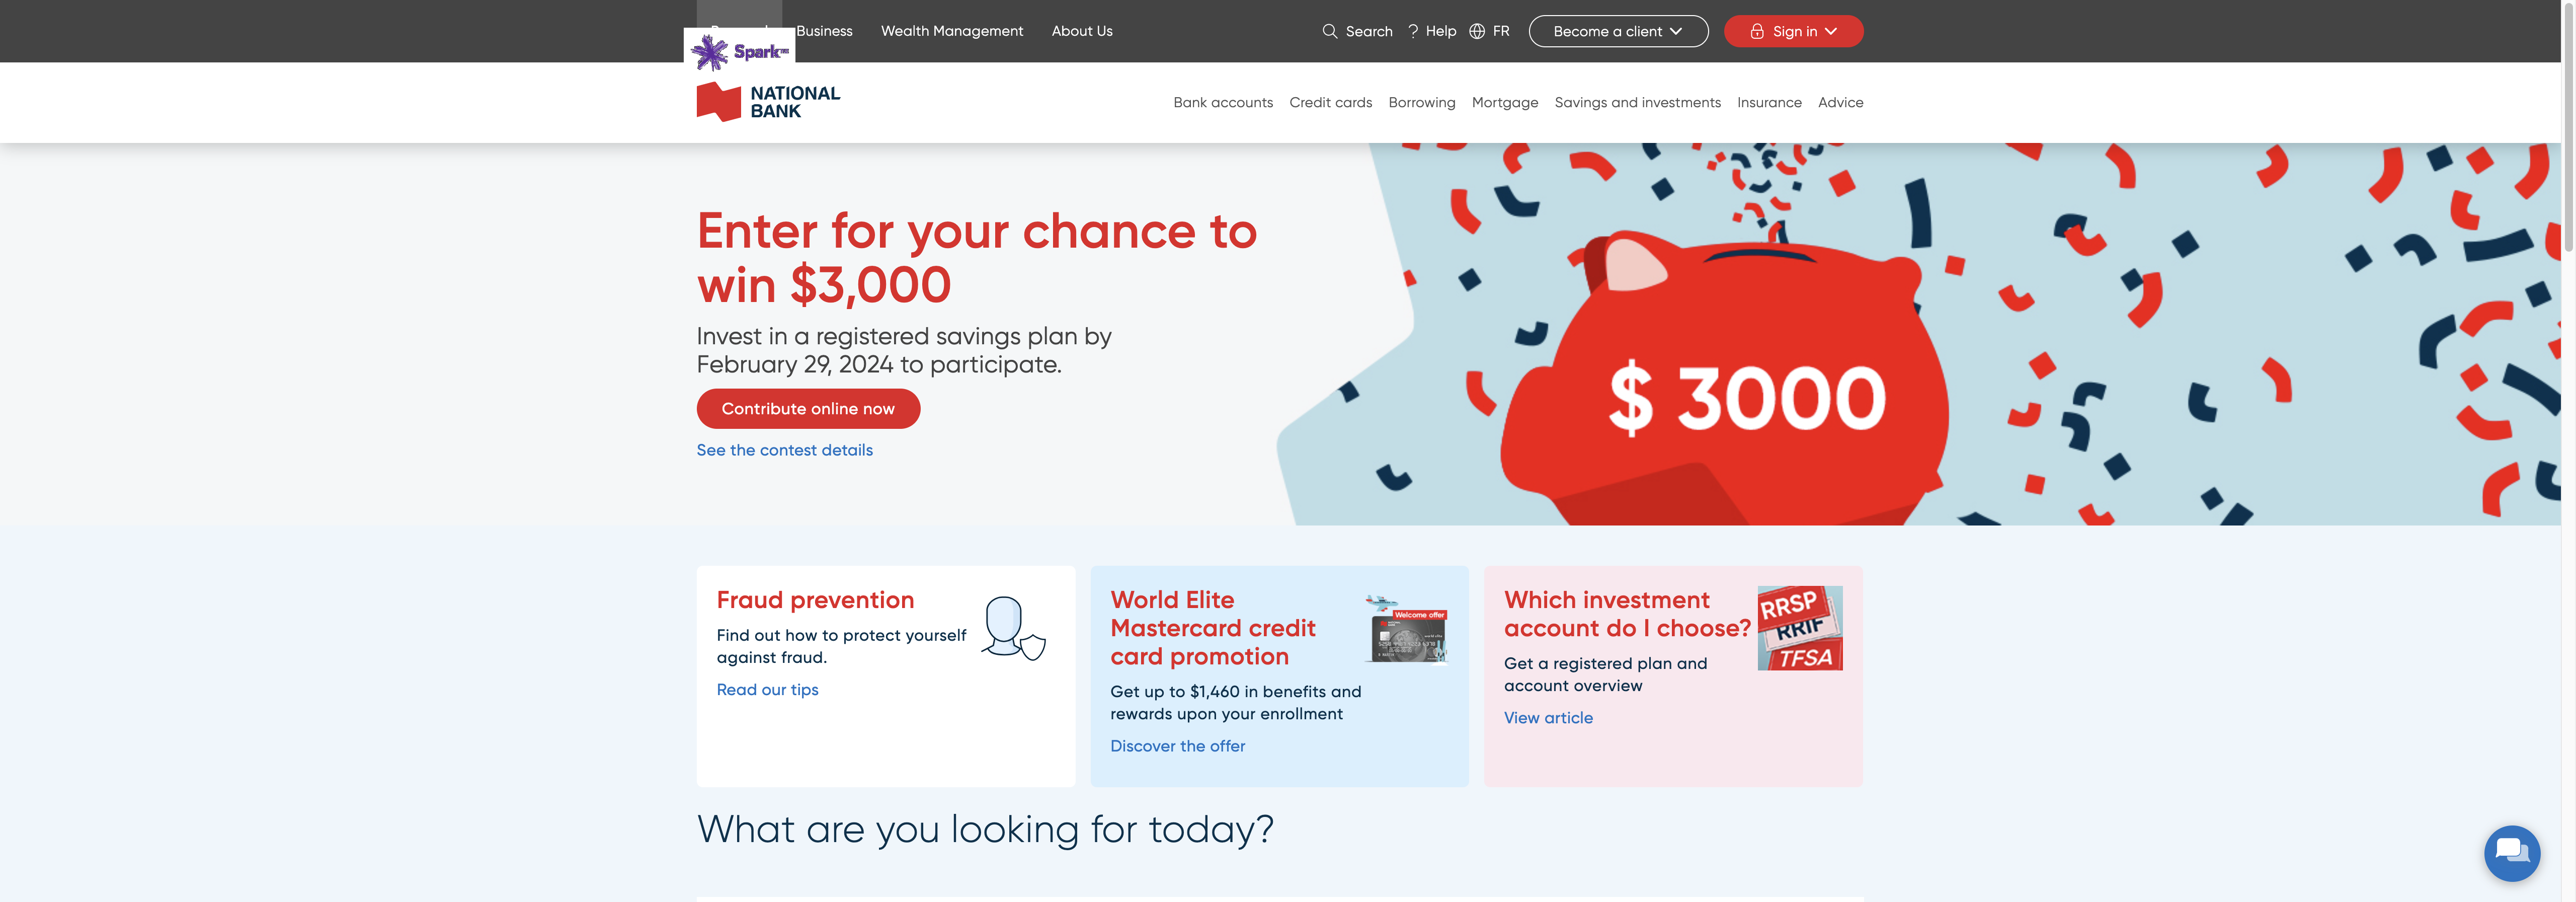 Business Wealth Management About Us Search Help FR Become a client Sign in
Spark
NATIONAL
BANK
Bank accounts Credit cards Borrowing Mortgage Savings and investments Insurance Advice
Enter for your chance to
win $3,000
Invest in a registered savings plan by
February 29, 2024 to participate.
Contribute online now
See the contest details
$ 3000
Fraud prevention
Find out how to protect yourself
against fraud.
Read our tips
World Elite
Mastercard credit
card promotion
Get up to $1,460 in benefits and
rewards upon your enrollment
Discover the offer
Welcome offer
Which investment
account do I choose?
Get a registered plan and
account overview
View article
RRSP
RRIF
TFSA
What are you looking for today?